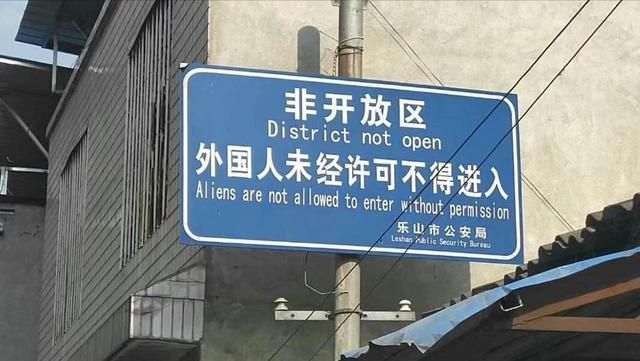 非开放区
District not open
外国人未经许可不得进入
Aliens are not allowed to enter without permission
乐山市公安局
Leshan Public Security Bureau